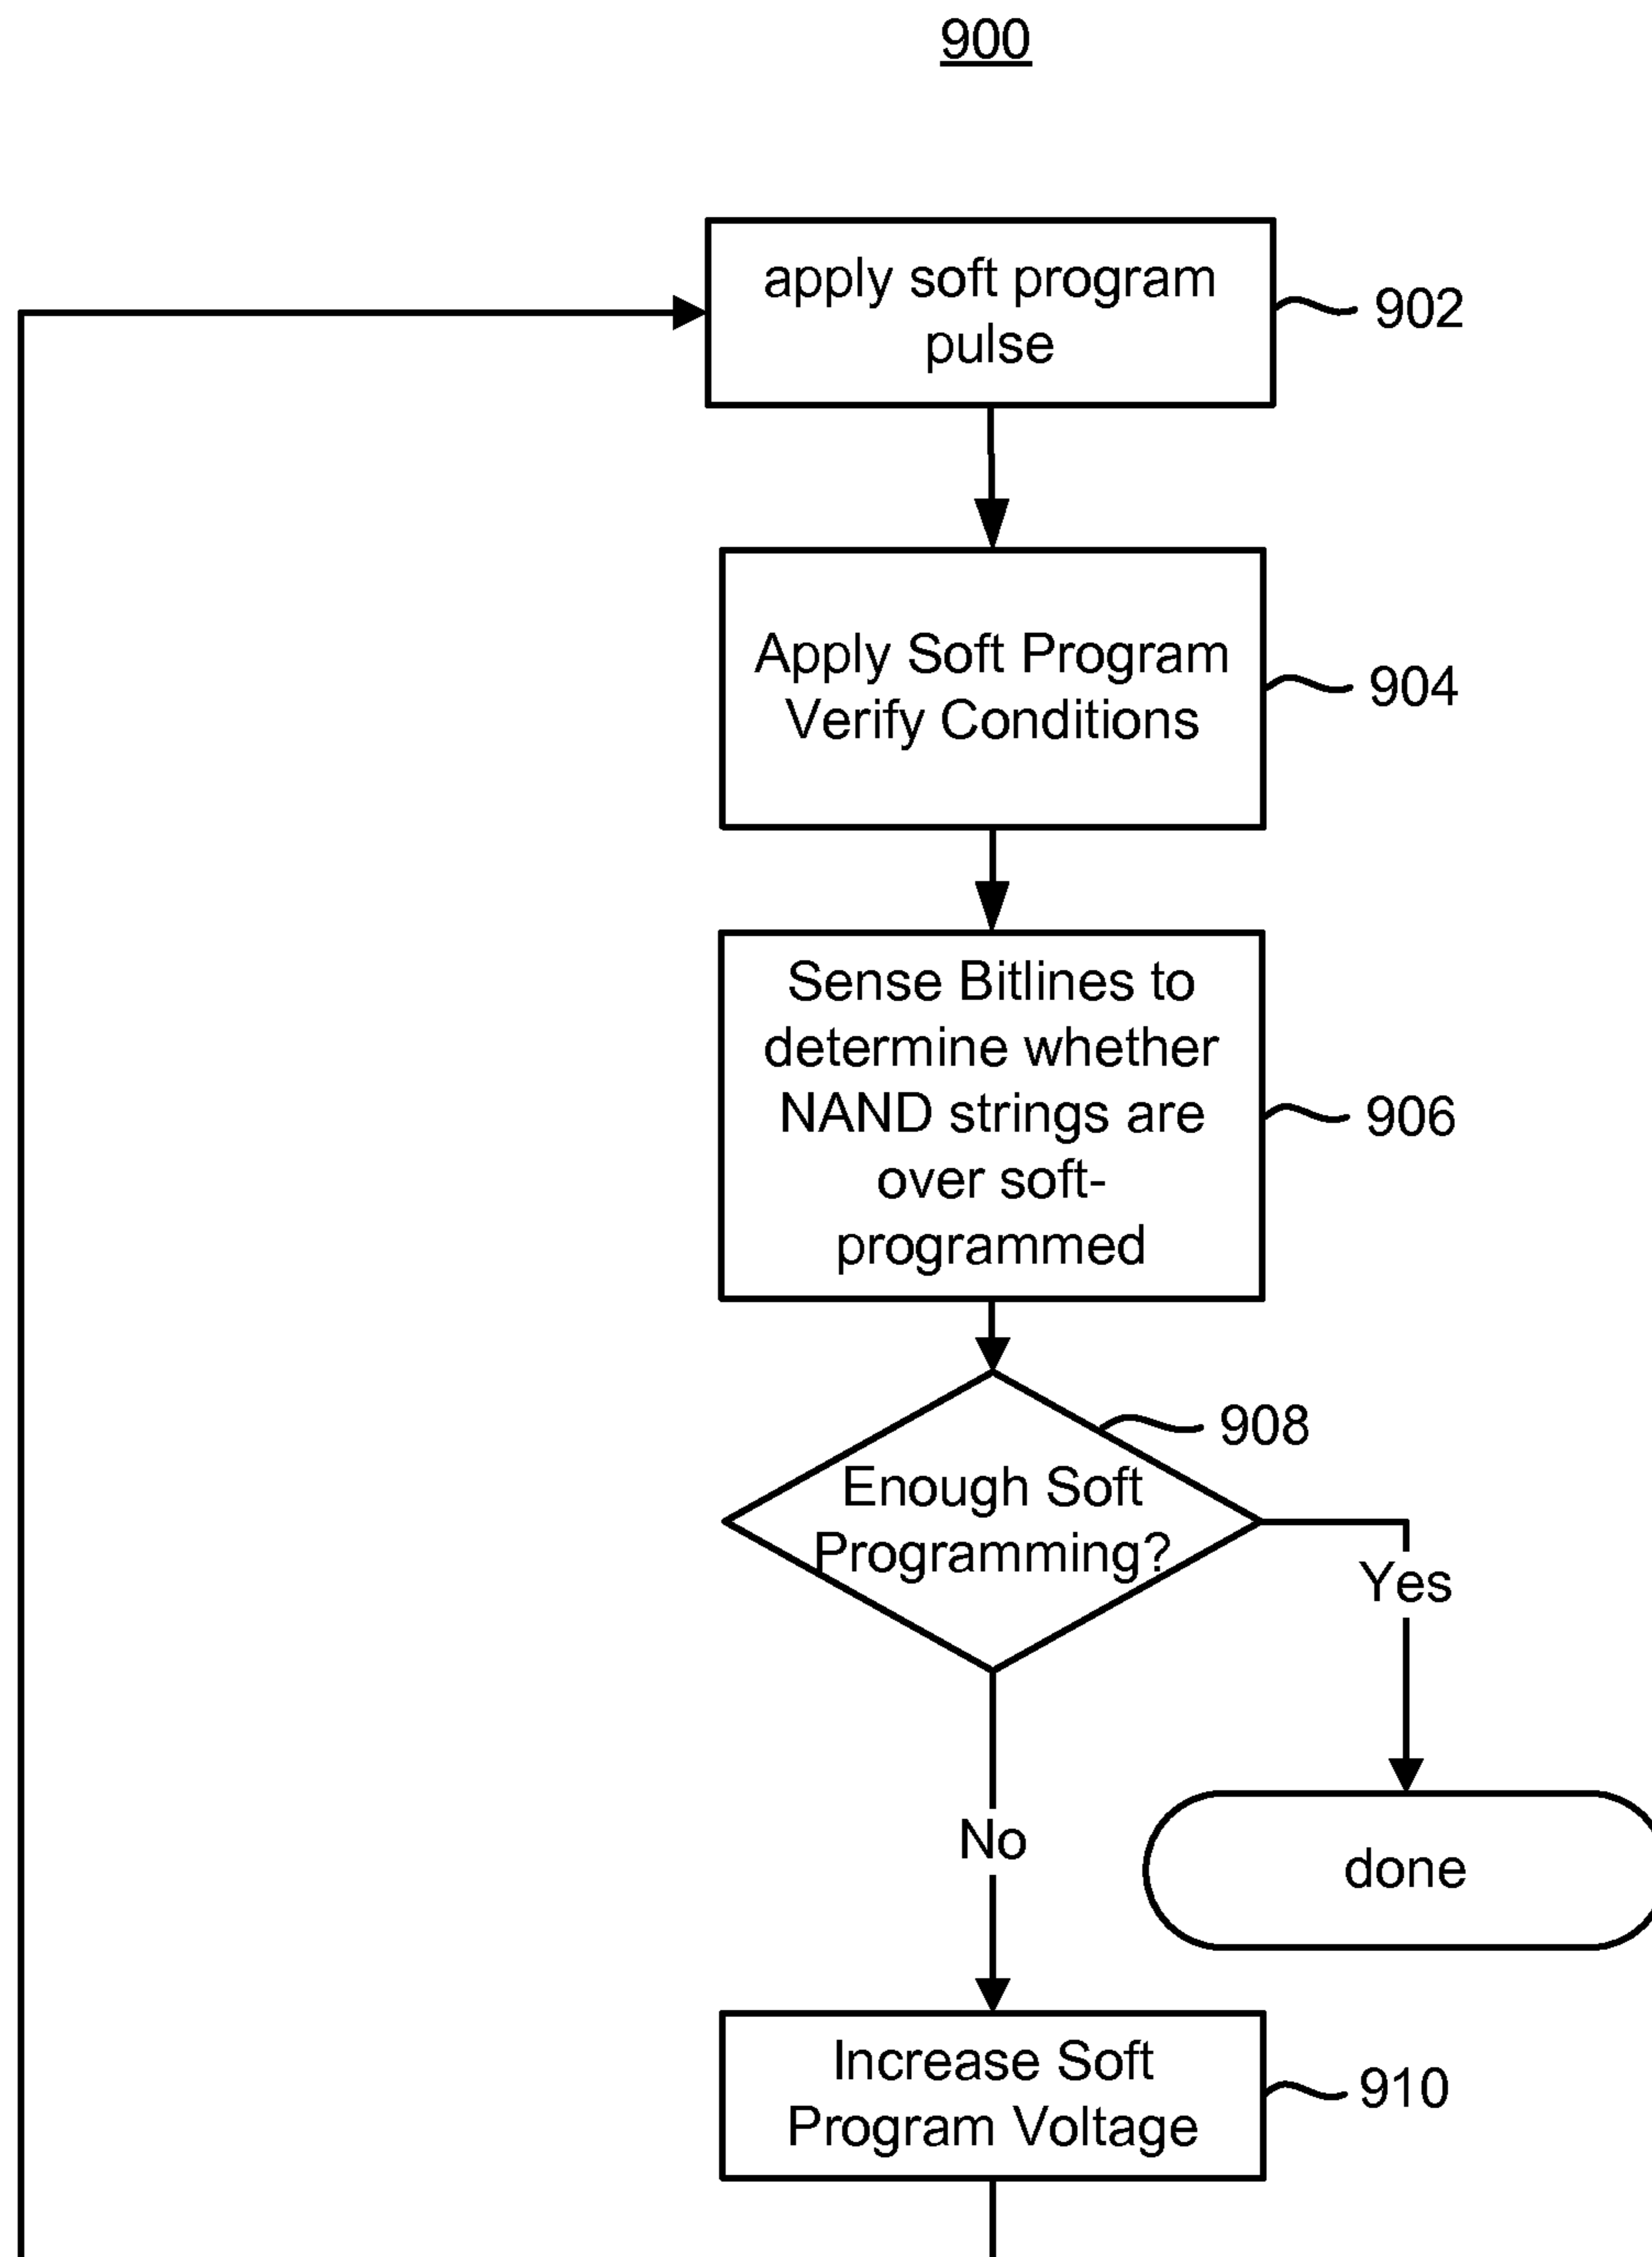 900
apply soft program
pulse
902
Apply Soft Program
Verify Conditions
904
Sense Bitlines to
determine whether
NAND strings are
over soft-
programmed
906
908
Enough Soft
Programming?
Yes
No
done
Increase Soft
Program Voltage
910